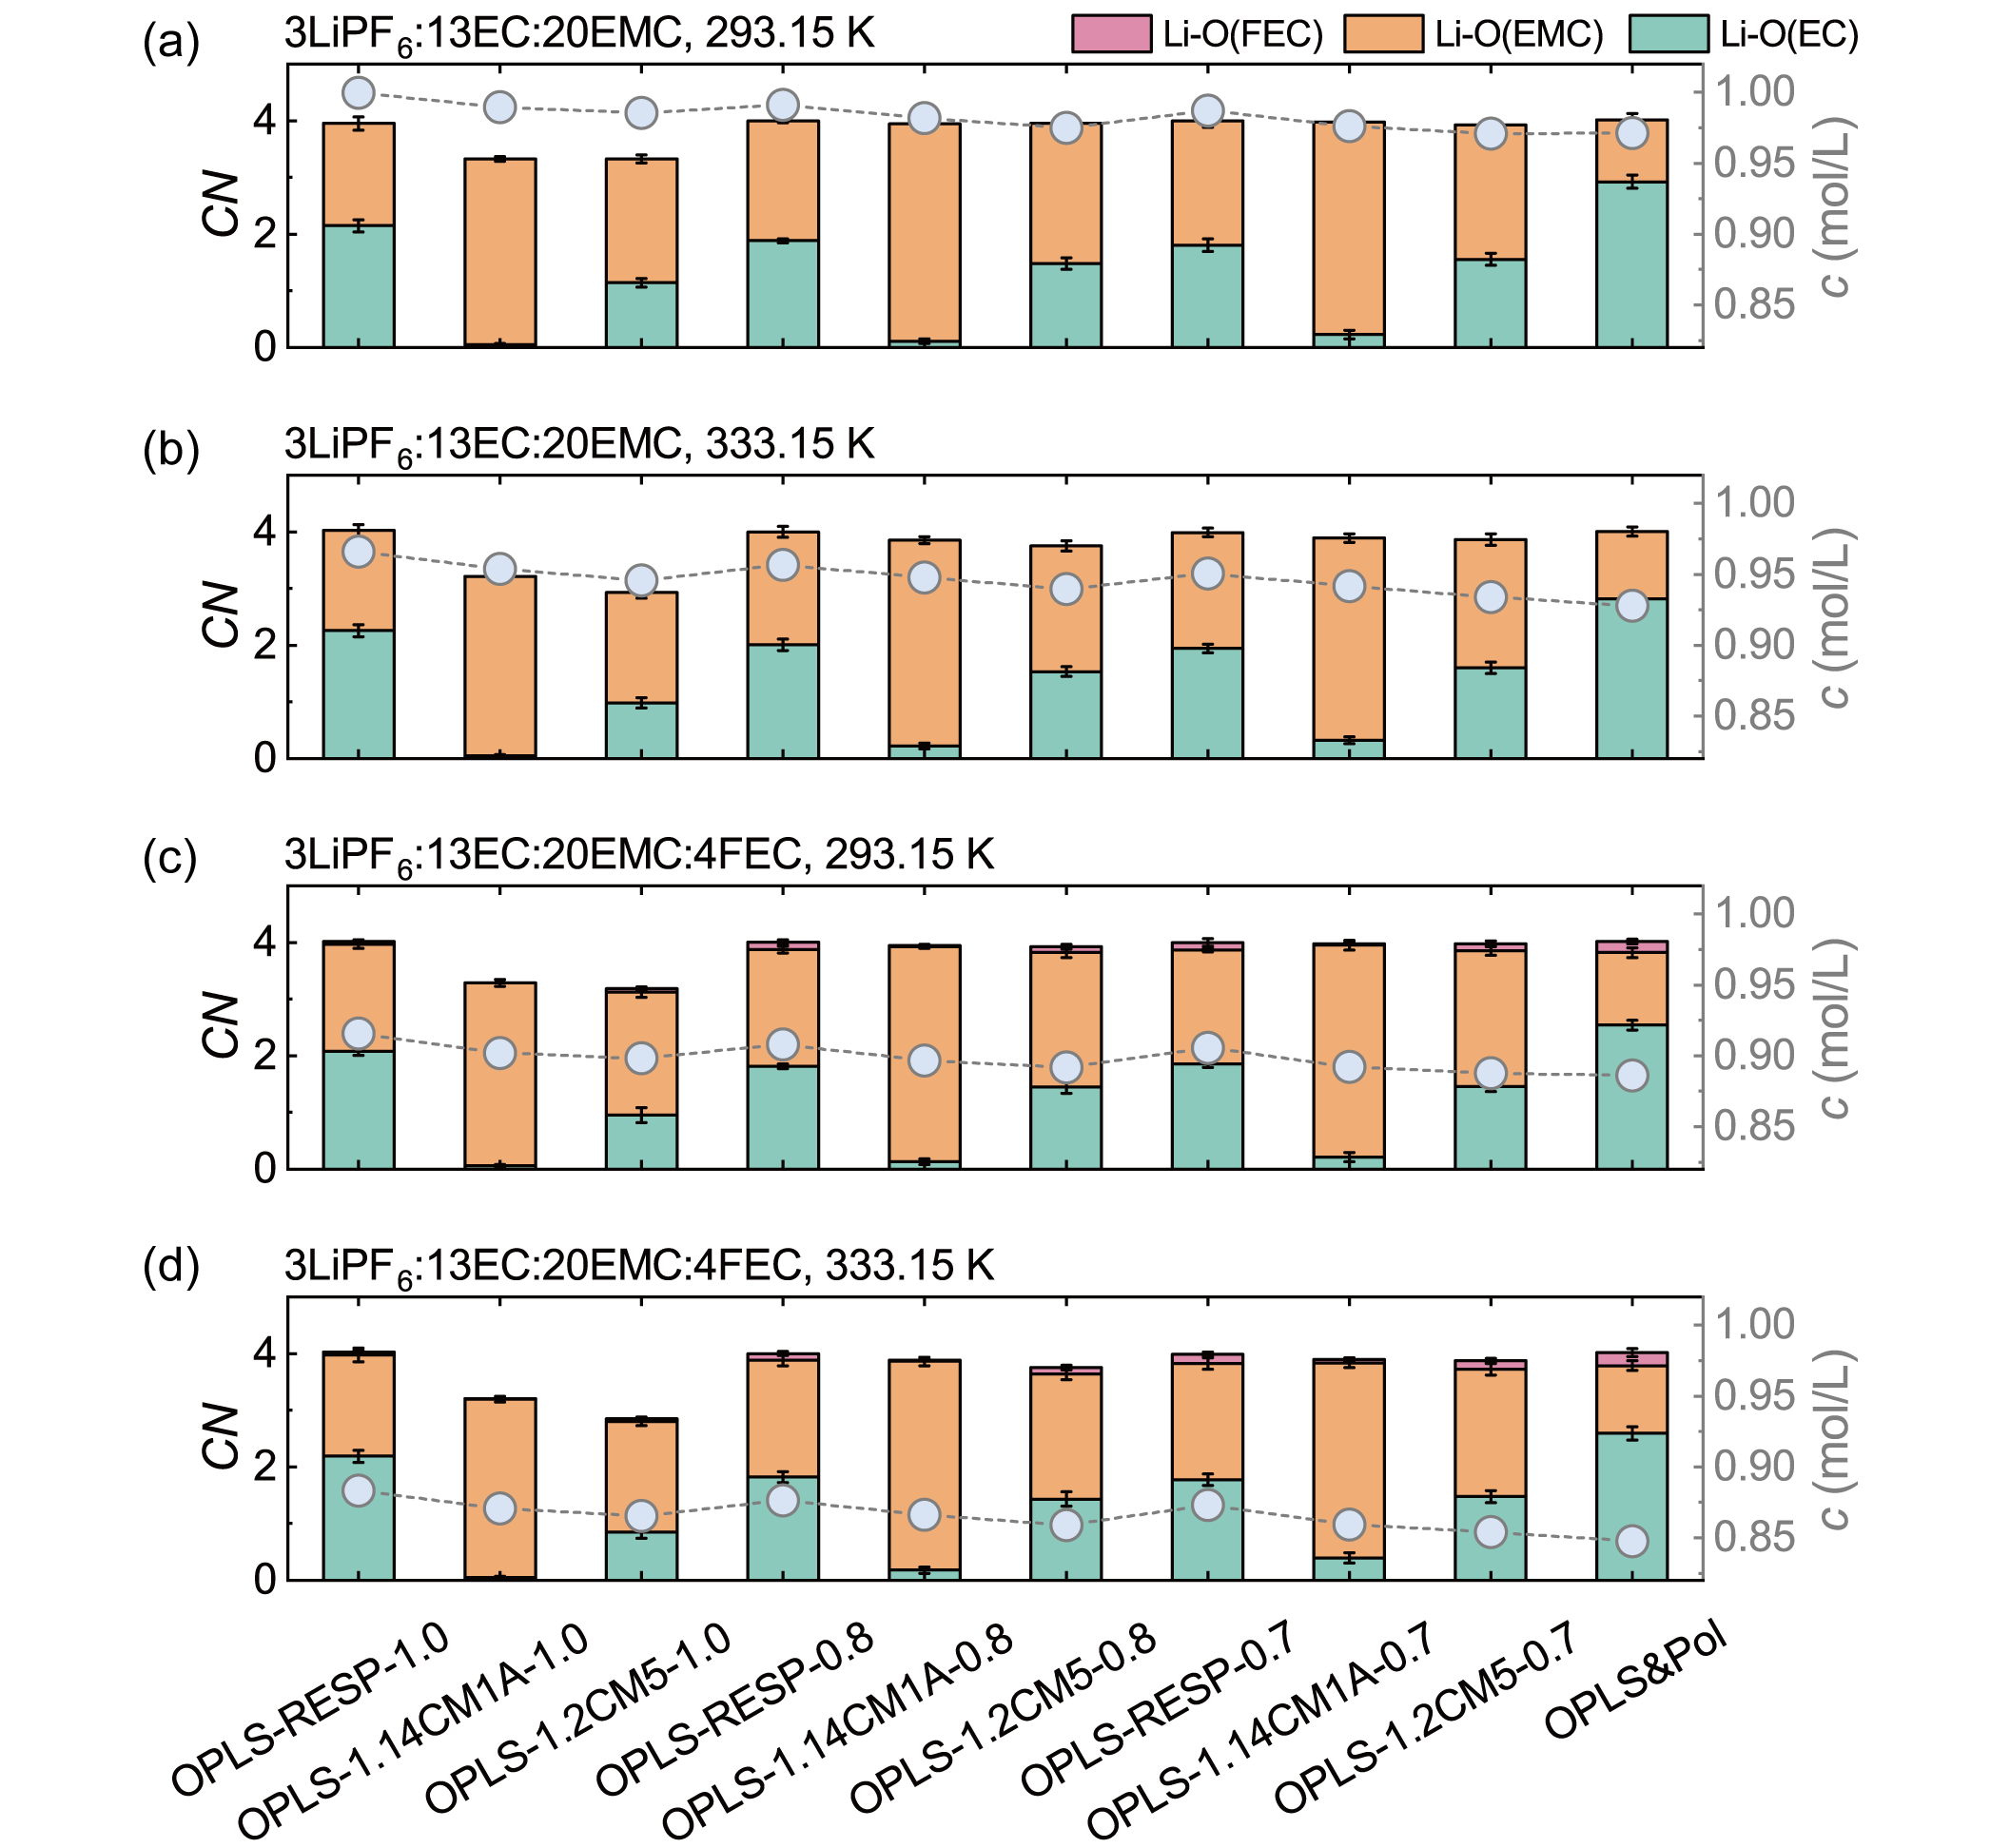 (a) 3LiPF6:13EC:20EMC, 293.15 K Li-O(FEC) Li-O(EMC) Li-O(EC)
4
2
0
CN
1.00
0.95
0.90
0.85
c (mol/L)
(b) 3LiPF6:13EC:20EMC, 333.15 K
4
2
0
CN
1.00
0.95
0.90
0.85
c (mol/L)
(c) 3LiPF6:13EC:20EMC:4FEC, 293.15 K
4
2
0
CN
1.00
0.95
0.90
0.85
c (mol/L)
(d) 3LiPF6:13EC:20EMC:4FEC, 333.15 K
4
2
0
CN
1.00
0.95
0.90
0.85
c (mol/L)
OPLS-RESP-1.0
OPLS-1.14CM1A-1.0
OPLS-1.2CM5-1.0
OPLS-RESP-0.8
OPLS-1.14CM1A-0.8
OPLS-1.2CM5-0.8
OPLS-RESP-0.7
OPLS-1.14CM1A-0.7
OPLS-1.2CM5-0.7
OPLS&Pol